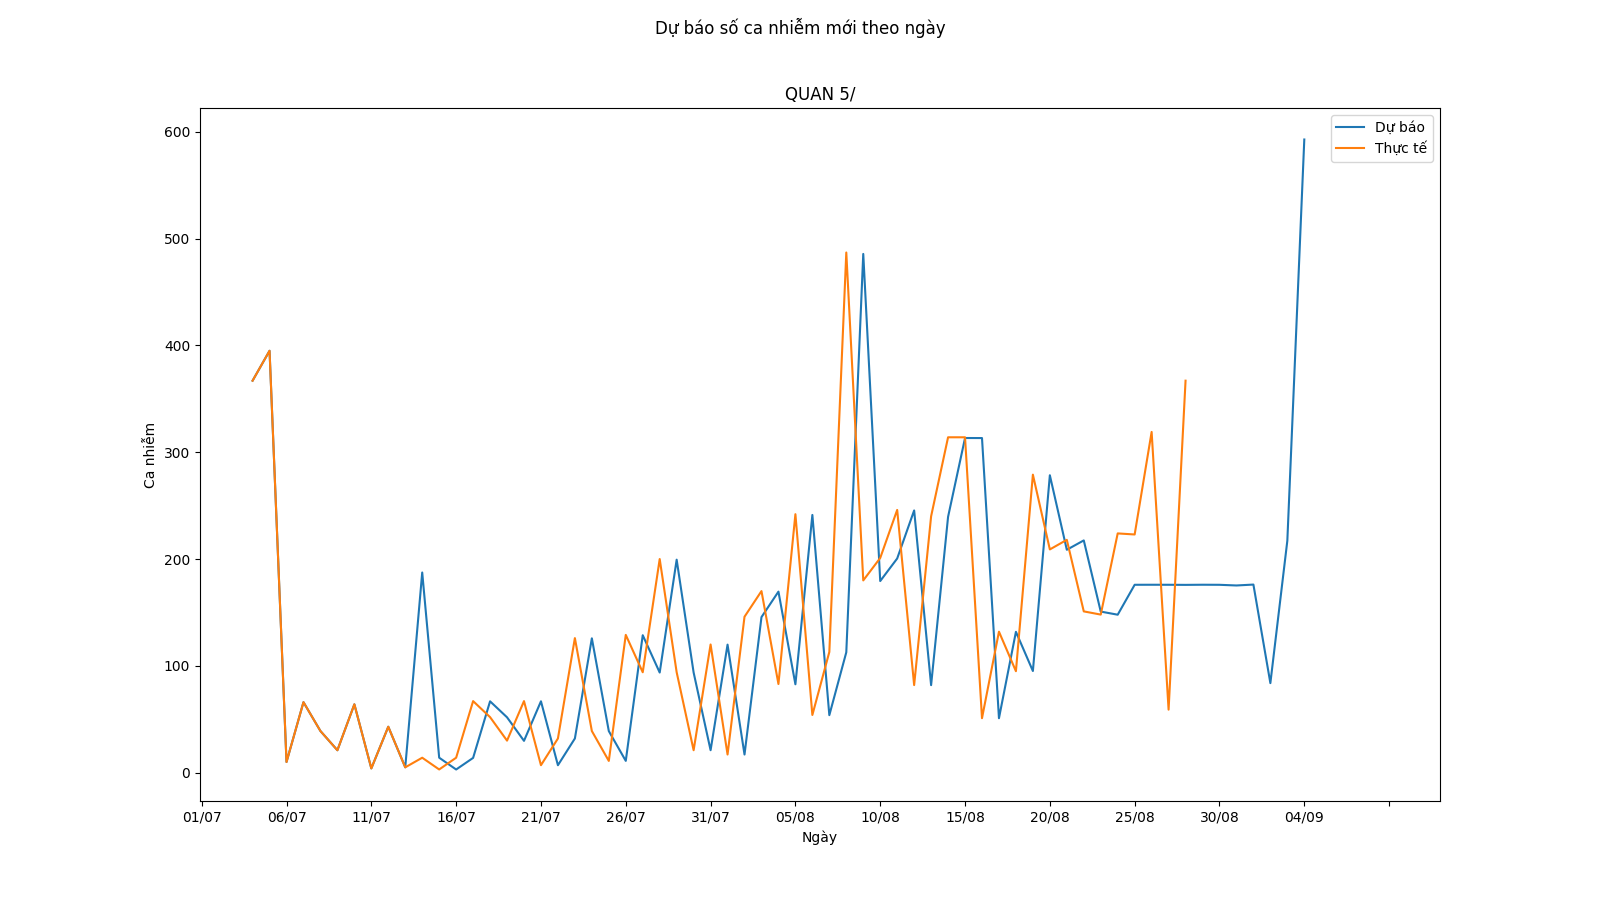 Dự báo số ca nhiễm mới theo ngày
QUAN 5/
Dự báo
Thực tế
600
500
400
300
200
100
0
Ca nhiễm
01/07 06/07 11/07 16/07 21/07 26/07 31/07 05/08 10/08 15/08 20/08 25/08 30/08 04/09
Ngày